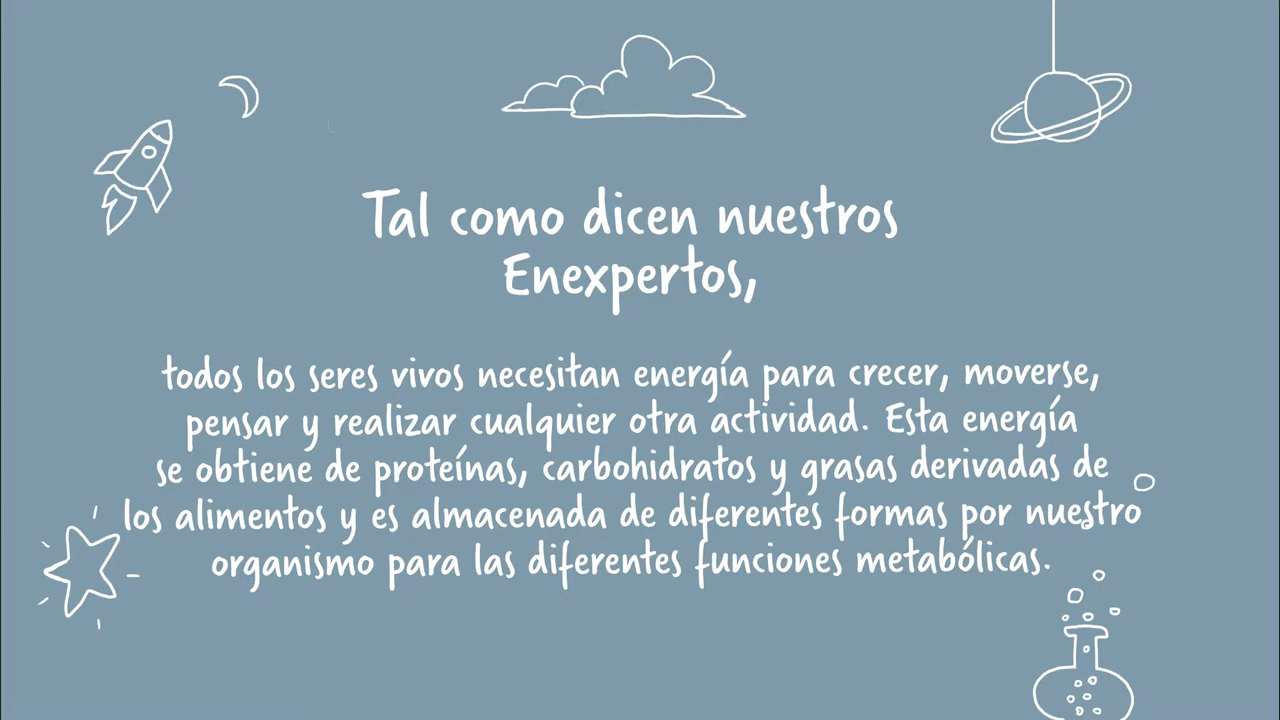 Tal como dicen nuestros
Enexpertos,
todos los seres vivos necesitan energía para crecer, moverse,
pensar y realizar cualquier otra actividad. Esta energía
se obtiene de proteínas, carbohidratos y grasas derivadas de
los alimentos y es almacenada de diferentes formas por nuestro
organismo para las diferentes funciones metabólicas.